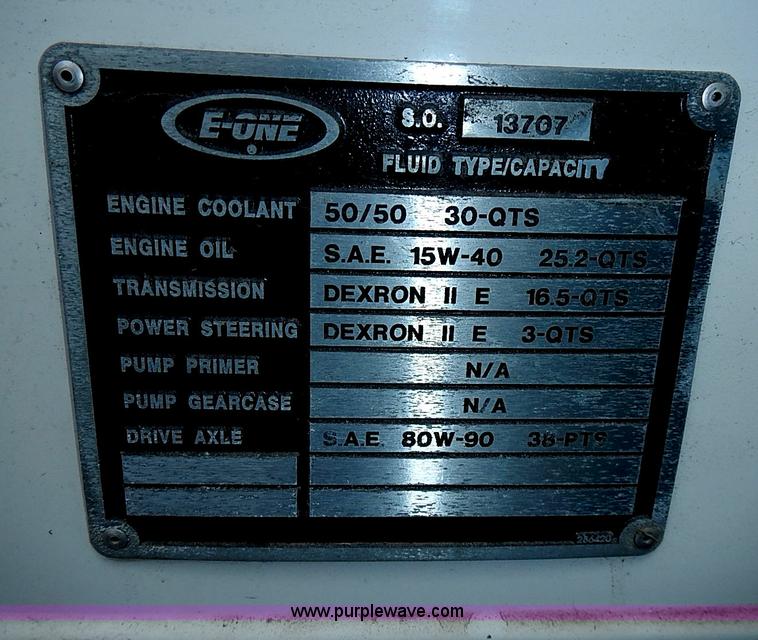 E-ONE
®
S.O. 13707
FLUID TYPE/CAPACITY
ENGINE COOLANT 50/50 30-QTS
ENGINE OIL S.A.E. 15W-40 25.2-QTS
TRANSMISSION DEXRON II E 16.5-QTS
POWER STEERING DEXRON II E 3-QTS
PUMP PRIMER N/A
PUMP GEARCASE N/A
DRIVE AXLE S.A.E. 80W-90 38-PTS
www.purplewave.com